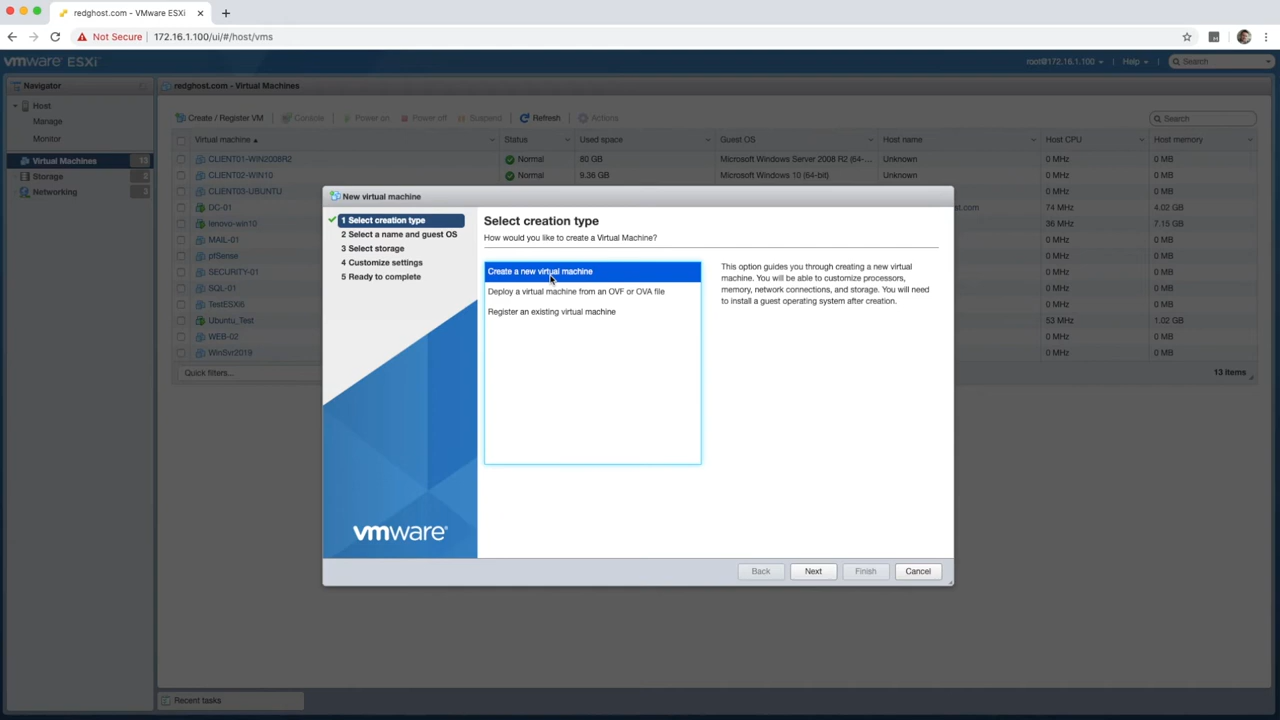 redghost.com - VMware ESXi
Not Secure 172.16.1.100/ui/#/host/vms
vmware ESXi
root@172.16.1.100 | Help | Search
Navigator
redghost.com - Virtual Machines
Host
Manage
Monitor
Virtual Machines 13
Storage 2
Networking 3
Create / Register VM | Console | Power on Power off Suspend | Refresh | Actions
Search
Virtual machine Status Used space Guest OS Host name Host CPU Host memory
CLIENT01-WIN2008R2 Normal 80 GB Microsoft Windows Server 2008 R2 (64-... Unknown 0 MHz 0 MB
CLIENT02-WIN10 Normal 9.36 GB Microsoft Windows 10 (64-bit) Unknown 0 MHz 0 MB
CLIENT03-UBUNTU 0 MHz 0 MB
DC-01 st.com 74 MHz 4.02 GB
lenovo-win10 36 MHz 7.15 GB
MAIL-01 0 MHz 0 MB
pfSense 0 MHz 0 MB
SECURITY-01 0 MHz 0 MB
SQL-01 0 MHz 0 MB
TestESXi6 0 MHz 0 MB
Ubuntu_Test 53 MHz 1.02 GB
WEB-02 0 MHz 0 MB
WinSvr2019 0 MHz 0 MB
Quick filters...
13 items
New virtual machine
1 Select creation type
2 Select a name and guest OS
3 Select storage
4 Customize settings
5 Ready to complete
vmware®
Select creation type
How would you like to create a Virtual Machine?
Create a new virtual machine
Deploy a virtual machine from an OVF or OVA file
Register an existing virtual machine
This option guides you through creating a new virtual
machine. You will be able to customize processors,
memory, network connections, and storage. You will need
to install a guest operating system after creation.
Back Next Finish Cancel
Recent tasks